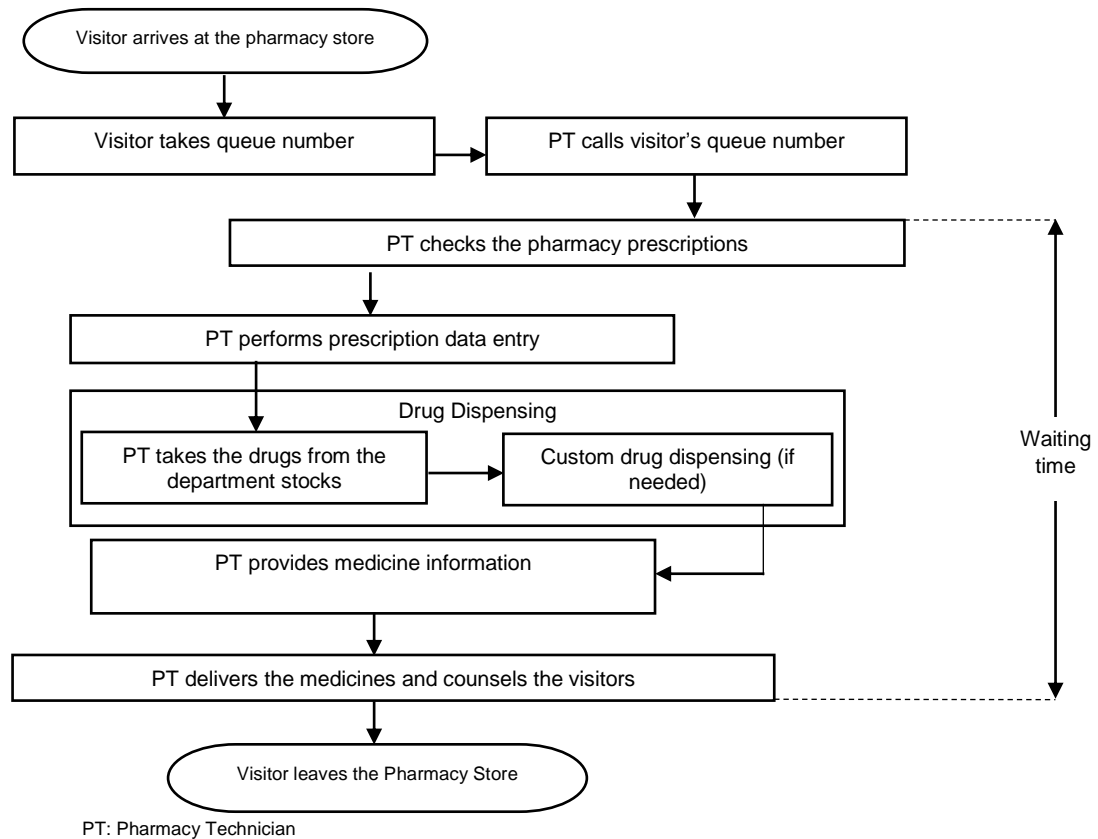 Visitor arrives at the pharmacy store
Visitor takes queue number
PT calls visitor’s queue number
PT checks the pharmacy prescriptions
PT performs prescription data entry
Drug Dispensing
PT takes the drugs from the
department stocks
Custom drug dispensing (if
needed)
Waiting
time
PT provides medicine information
PT delivers the medicines and counsels the visitors
Visitor leaves the Pharmacy Store
PT: Pharmacy Technician